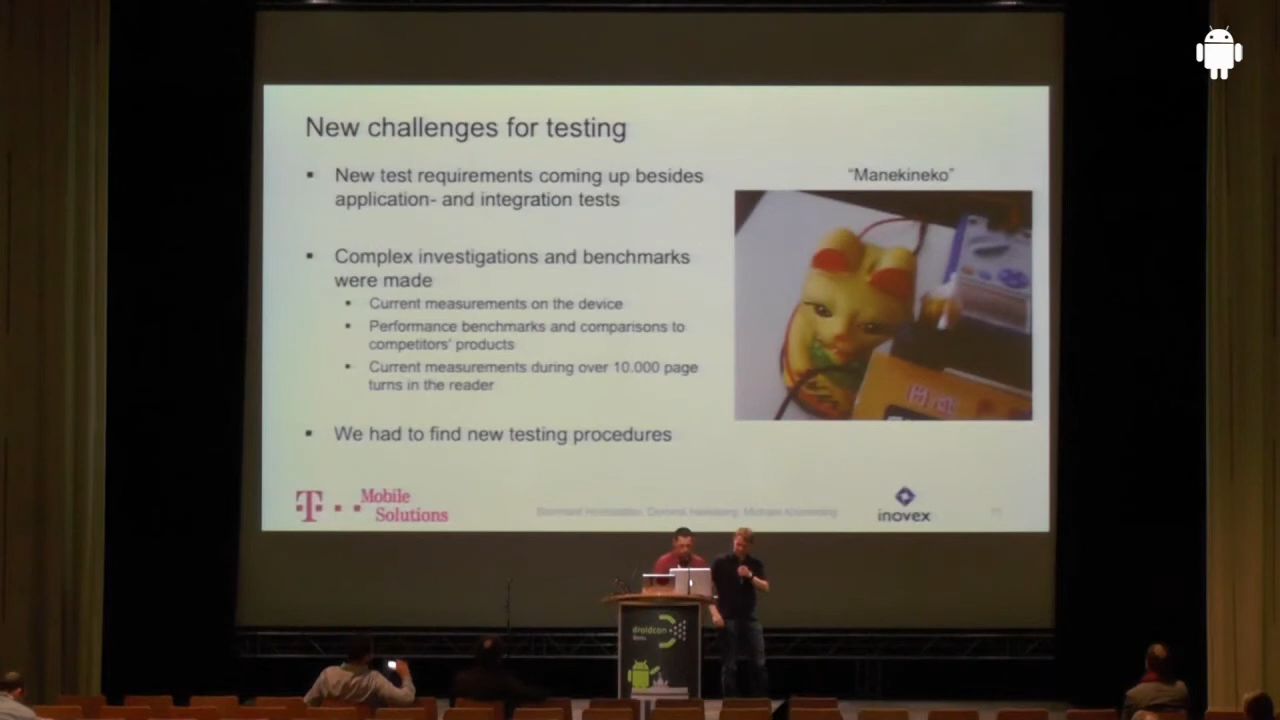 New challenges for testing
New test requirements coming up besides
application- and integration tests
Complex investigations and benchmarks
were made
Current measurements on the device
Performance benchmarks and comparisons to
competitors' products
Current measurements during over 10.000 page
turns in the reader
We had to find new testing procedures
"Manekineko"
T · · Mobile
Solutions
inovex
droidcon